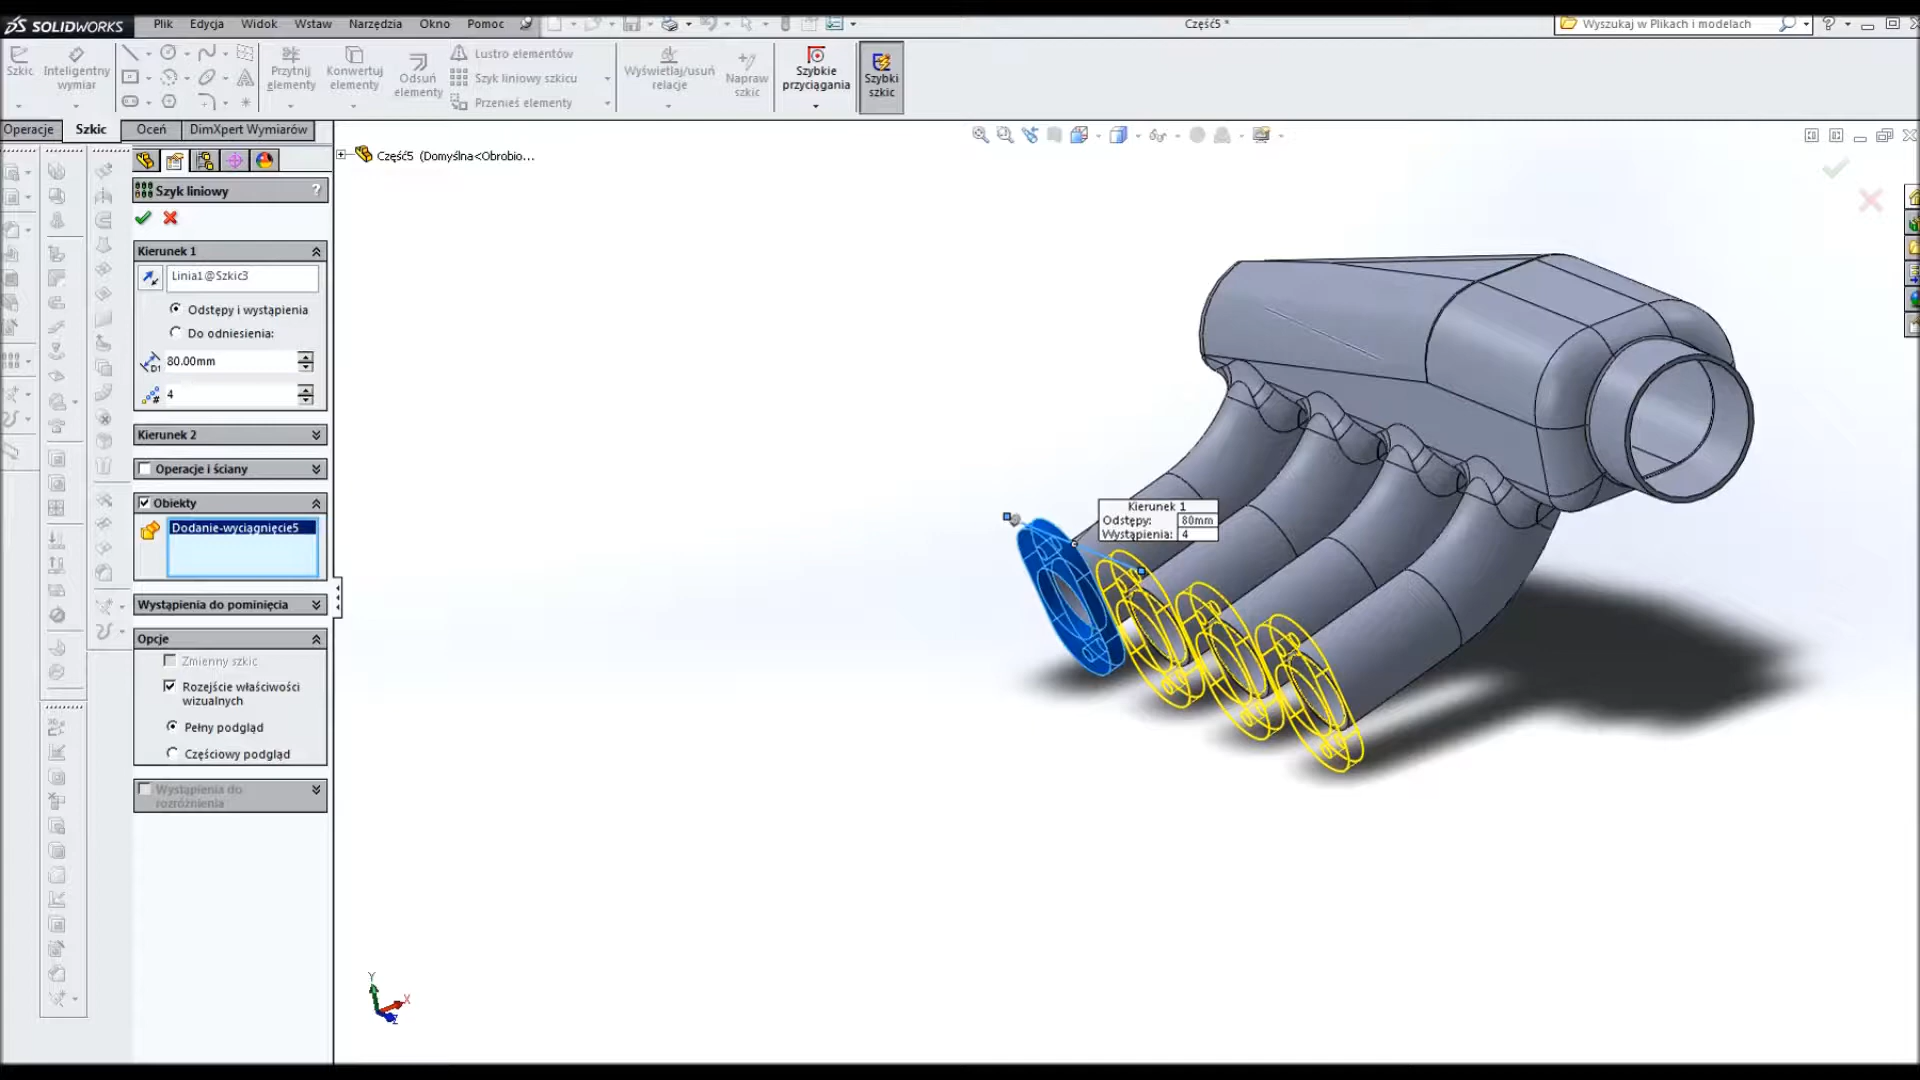 SOLIDWORKS
Plik Edycja Widok Wstaw Narzędzia Okno Pomoc
Część5 *
Wyszukaj w Plikach i modelach
Szkic
Inteligentny wymiar
Przytnij elementy
Konwertuj elementy
Odsuń elementy
Lustro elementów
Szyk liniowy szkicu
Przenieś elementy
Wyświetlaj/usuń relacje
Napraw szkic
Szybkie przyciągania
Szybki szkic
Operacje Szkic Oceń DimXpert Wymiarów
Część5 (Domyślna<Obrobio...
Szyk liniowy ?
Kierunek 1
Linia1@Szkic3
Odstępy i wystąpienia
Do odniesienia:
D1 80.00mm
# 4
Kierunek 2
Operacje i ściany
Obiekty
Dodanie-wyciągnięcie5
Wystąpienia do pominięcia
Opcje
Zmienny szkic
Rozejście właściwości
wizualnych
Pełny podgląd
Częściowy podgląd
Wystąpienia do
rozróżnienia
Kierunek 1
Odstępy: 80mm
Wystąpienia: 4
Y
X
Z